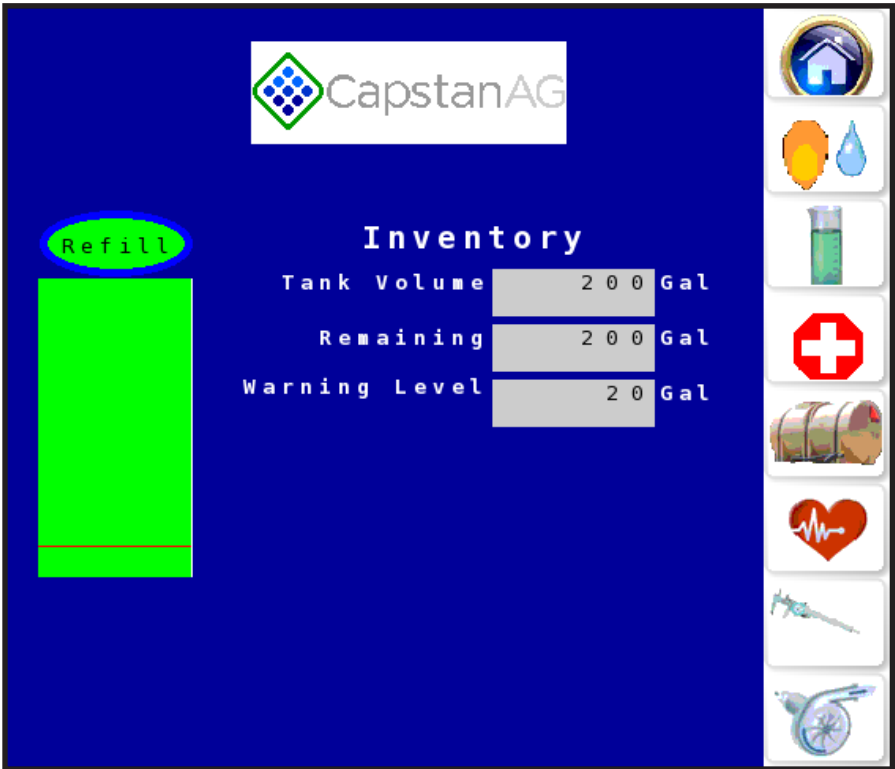 CapstanAG
Refill
Inventory
Tank Volume 200 Gal
Remaining 200 Gal
Warning Level 20 Gal